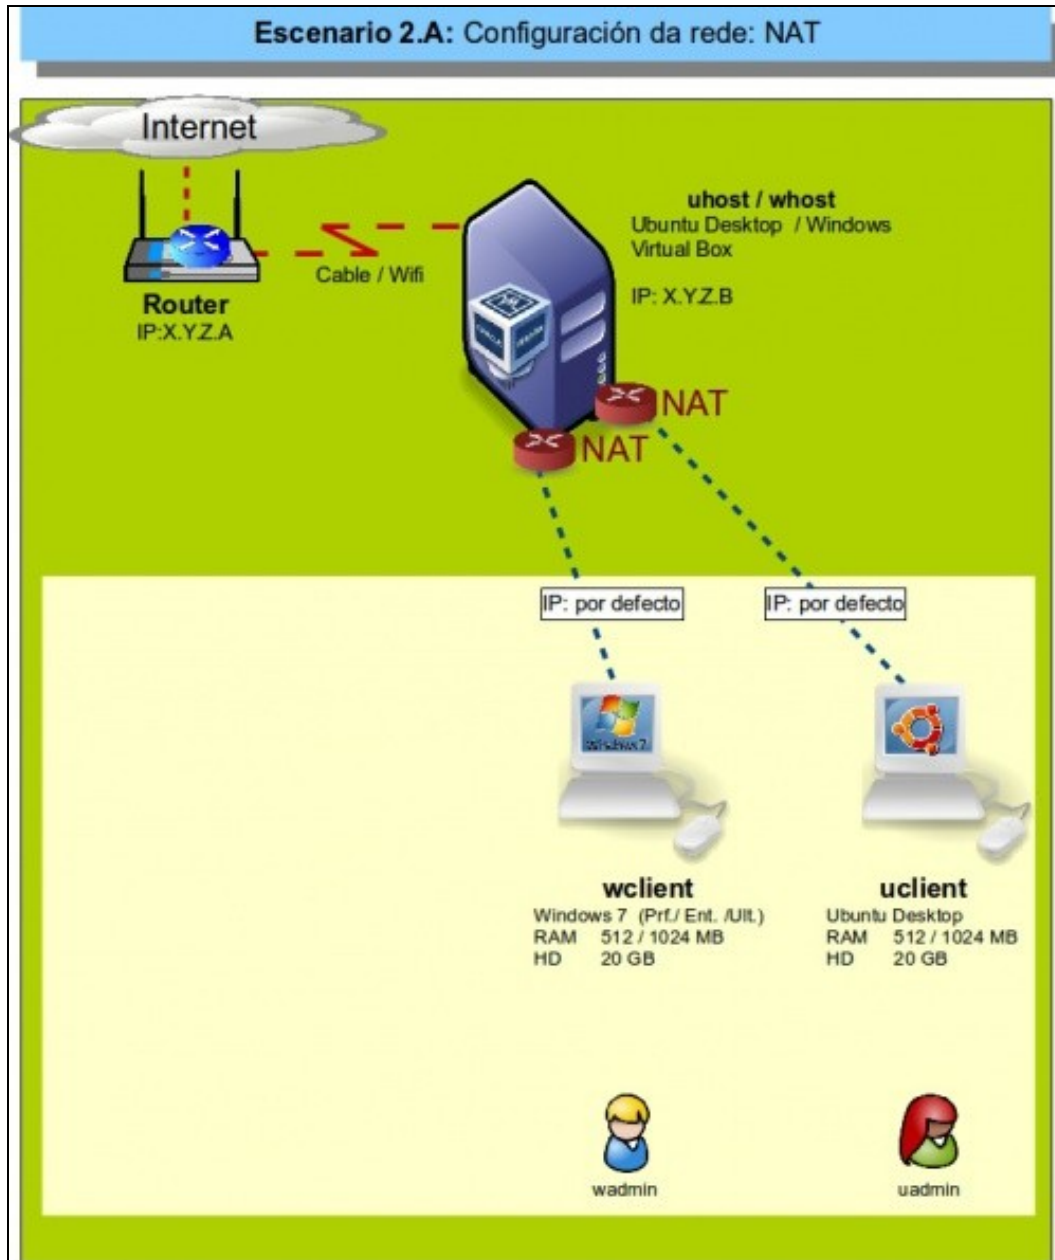 Escenario 2.A: Configuración da rede: NAT
Internet
Router
IP:X.Y.Z.A
Cable / Wifi
uhost / whost
Ubuntu Desktop / Windows
Virtual Box
IP: X.Y.Z.B
NAT
NAT
IP: por defecto
IP: por defecto
Windows 7
wclient
Windows 7 (Prf./ Ent. /Ult.)
RAM 512 / 1024 MB
HD 20 GB
uclient
Ubuntu Desktop
RAM 512 / 1024 MB
HD 20 GB
wadmin
uadmin